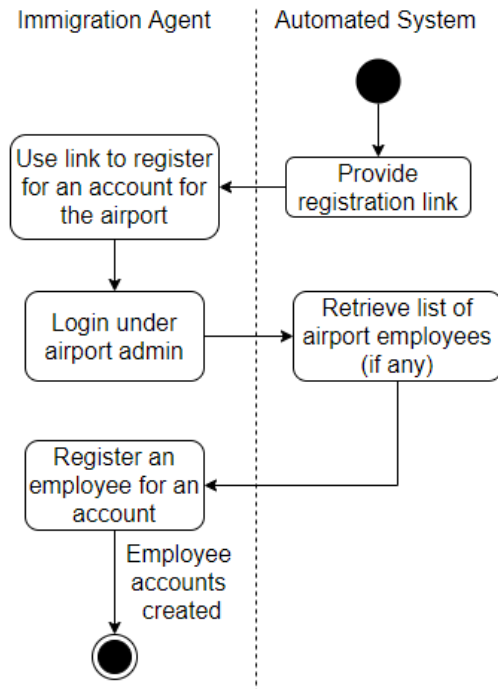 Immigration Agent
Automated System
Use link to register
for an account for
the airport
Provide
registration link
Login under
airport admin
Retrieve list of
airport employees
(if any)
Register an
employee for an
account
Employee
accounts
created